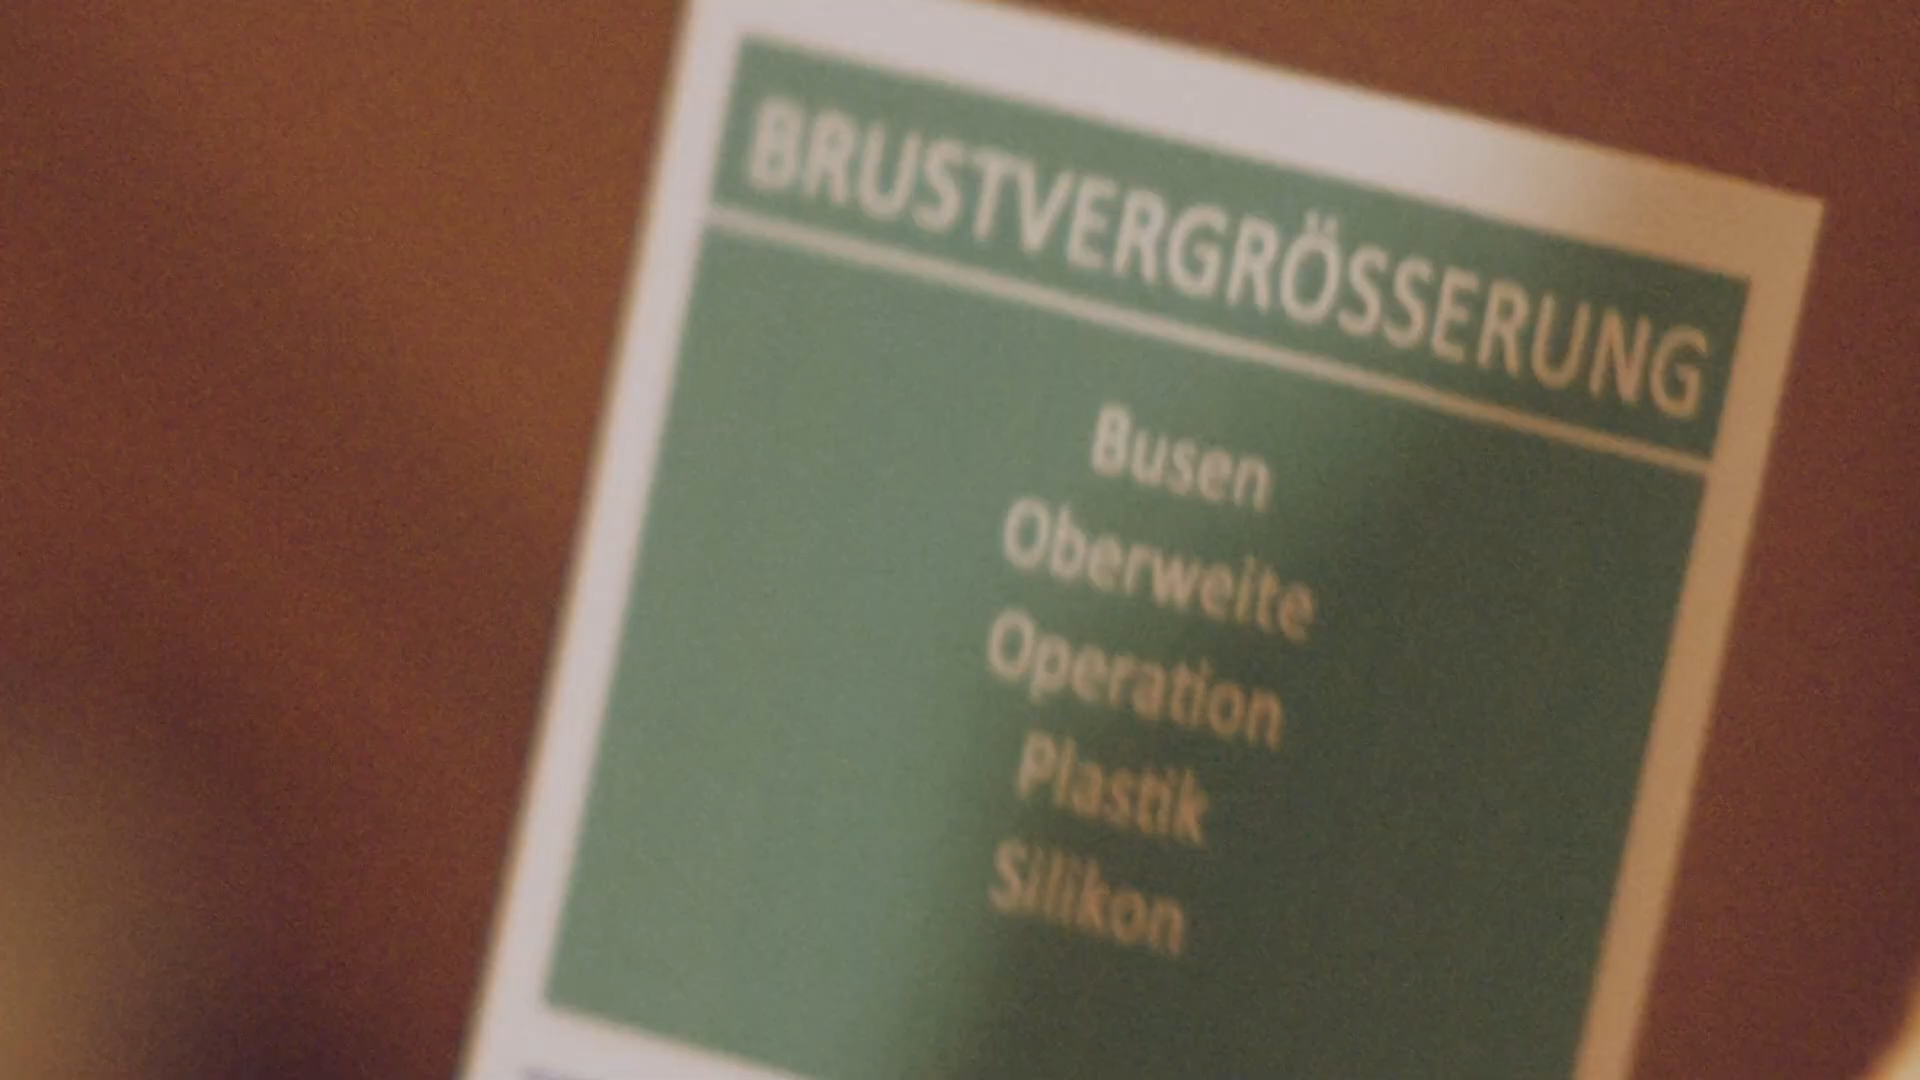 BRUSTVERGRÖSSERUNG
Busen
Oberweite
Operation
Plastik
Silikon